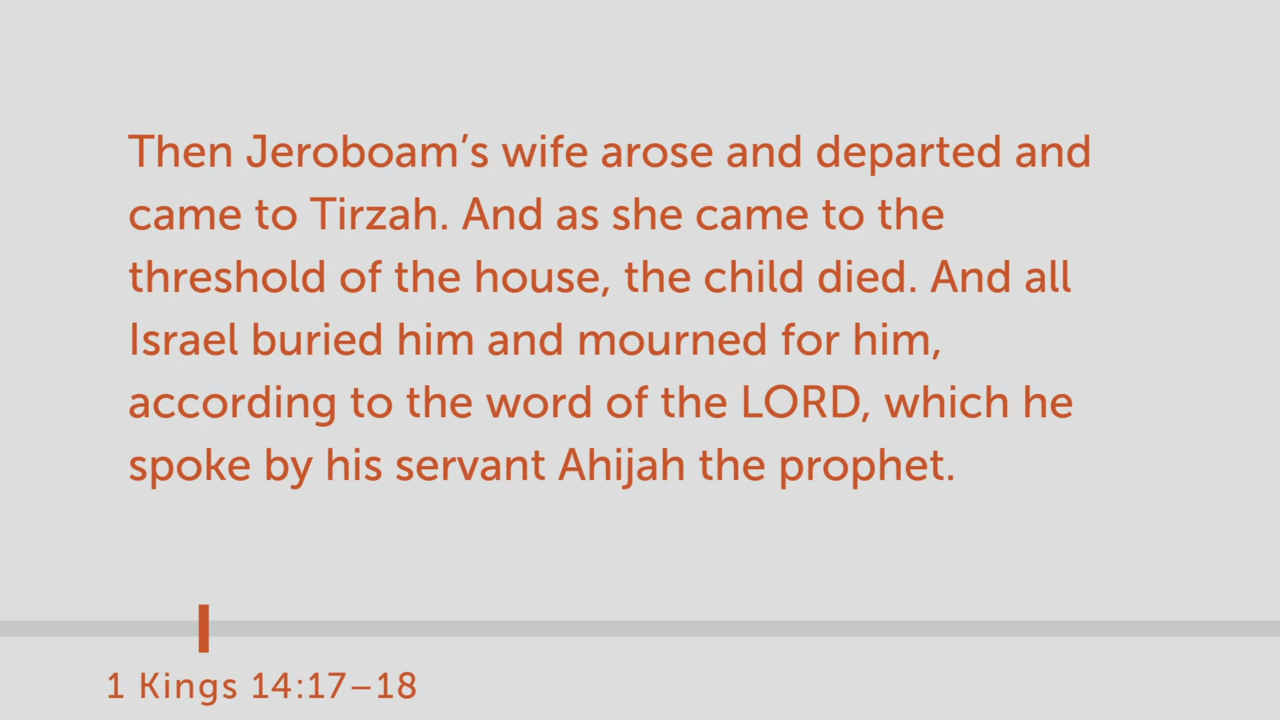 Then Jeroboam’s wife arose and departed and
came to Tirzah. And as she came to the
threshold of the house, the child died. And all
Israel buried him and mourned for him,
according to the word of the LORD, which he
spoke by his servant Ahijah the prophet.
1 Kings 14:17–18